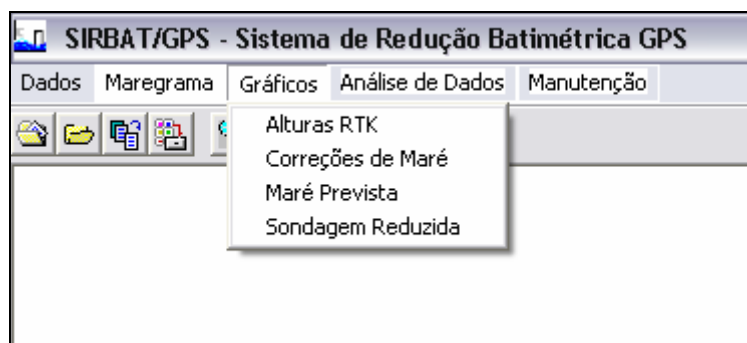 SIRBAT/GPS - Sistema de Redução Batimétrica GPS
Dados Maregrama Gráficos Análise de Dados Manutenção
Alturas RTK
Correções de Maré
Maré Prevista
Sondagem Reduzida